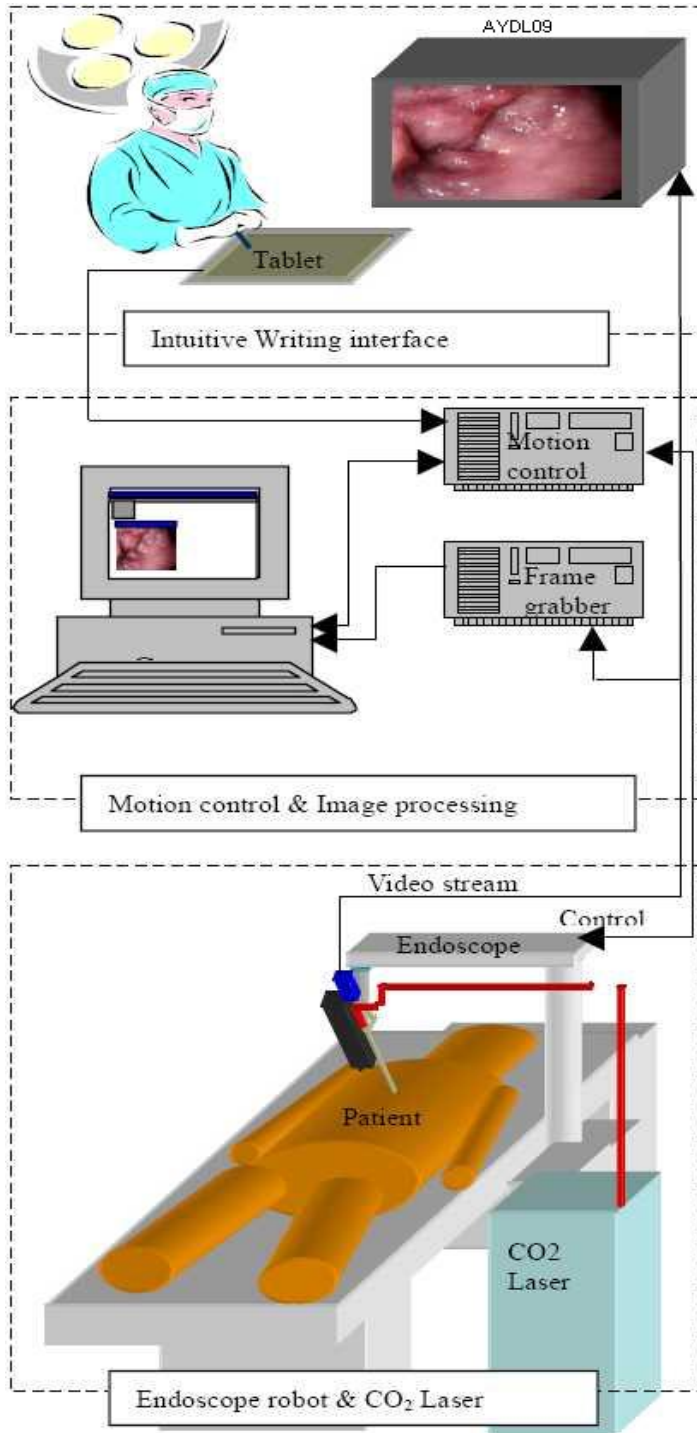 AYDL09
Tablet
Intuitive Writing interface
Motion
control
Frame
grabber
Motion control & Image processing
Video stream
Control
Endoscope
Patient
CO2
Laser
Endoscope robot & CO₂ Laser